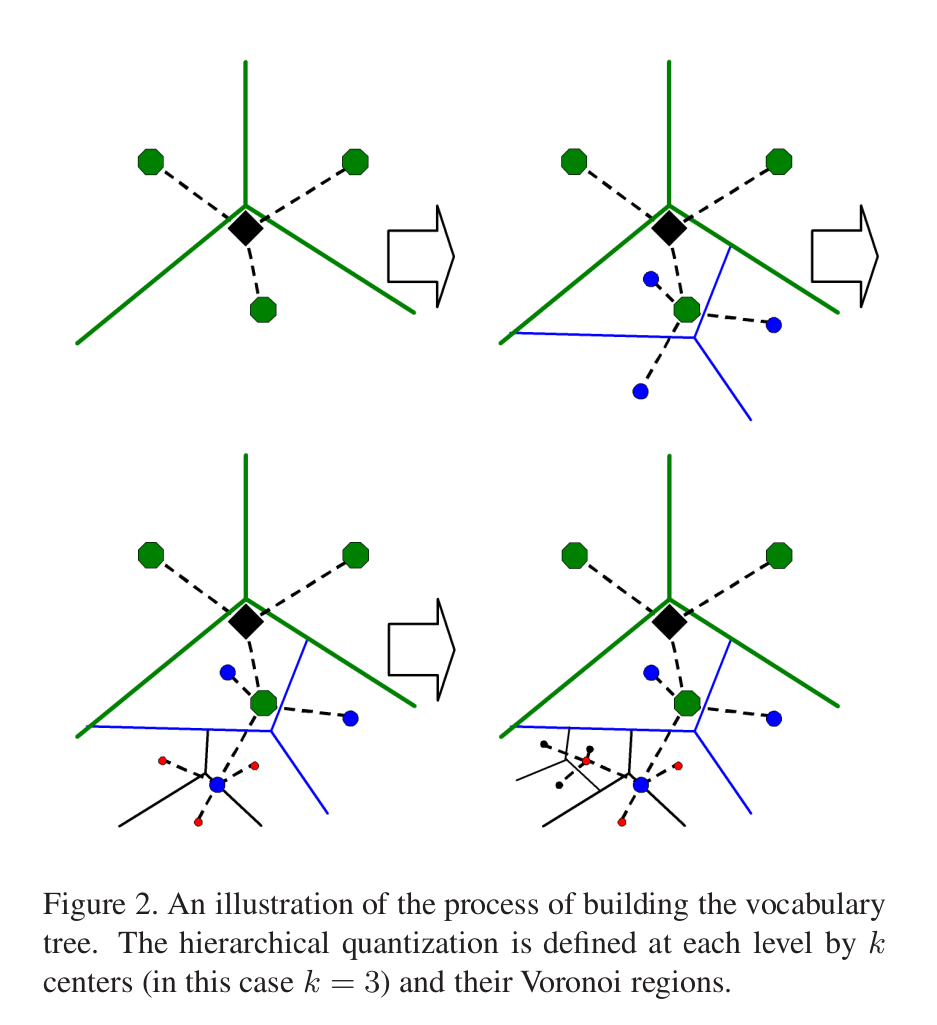 Figure 2. An illustration of the process of building the vocabulary
tree. The hierarchical quantization is defined at each level by k
centers (in this case k = 3) and their Voronoi regions.